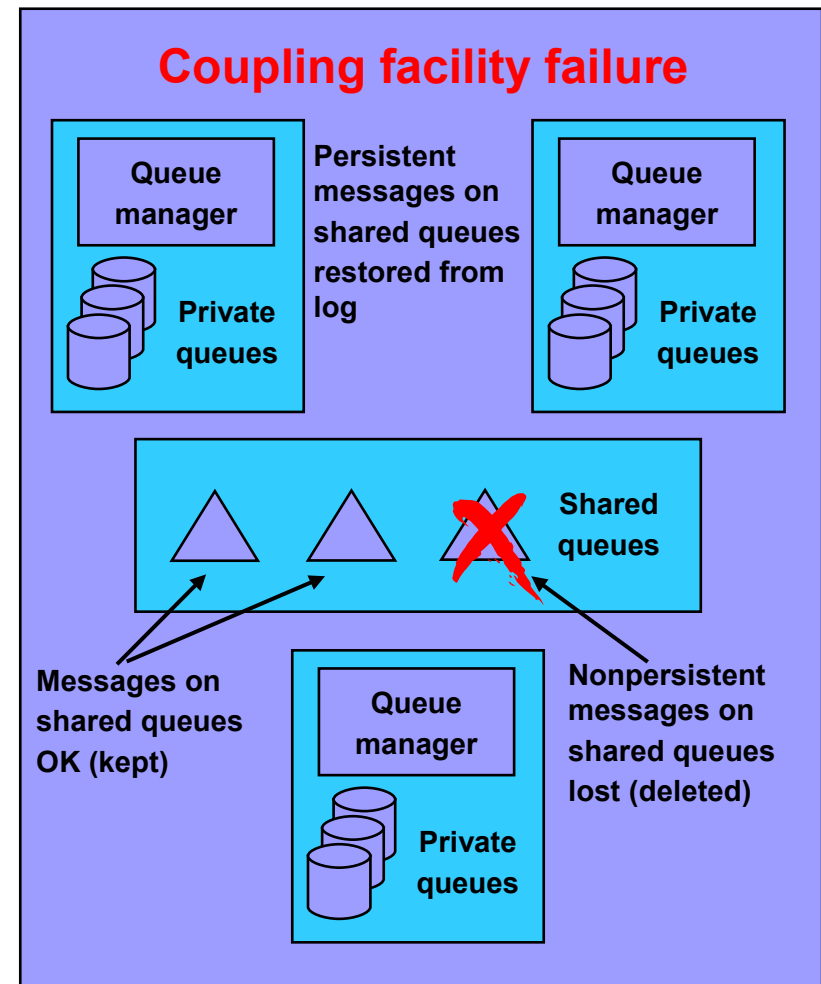 Coupling facility failure
Queue
manager
Private
queues
Persistent
messages on
shared queues
restored from
log
Queue
manager
Private
queues
Shared
queues
Messages on
shared queues
OK (kept)
Queue
manager
Private
queues
Nonpersistent
messages on
shared queues
lost (deleted)